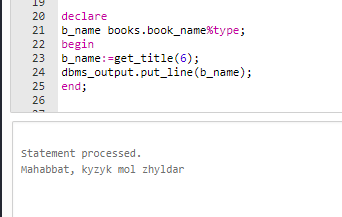 19
20 declare
21 b_name books.book_name%type;
22 begin
23 b_name:=get_title(6);
24 dbms_output.put_line(b_name);
25 end;
26
Statement processed.
Mahabbat, kyzyk mol zhyldar